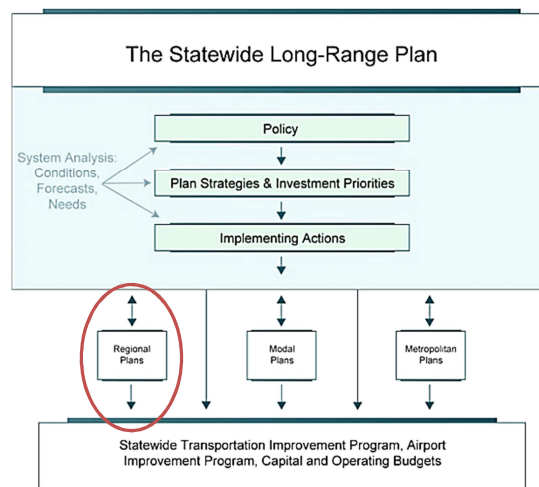 The Statewide Long-Range Plan
Policy
System Analysis:
Conditions,
Forecasts,
Needs
Plan Strategies & Investment Priorities
Implementing Actions
Regional
Plans
Modal
Plans
Metropolitan
Plans
Statewide Transportation Improvement Program, Airport
Improvement Program, Capital and Operating Budgets